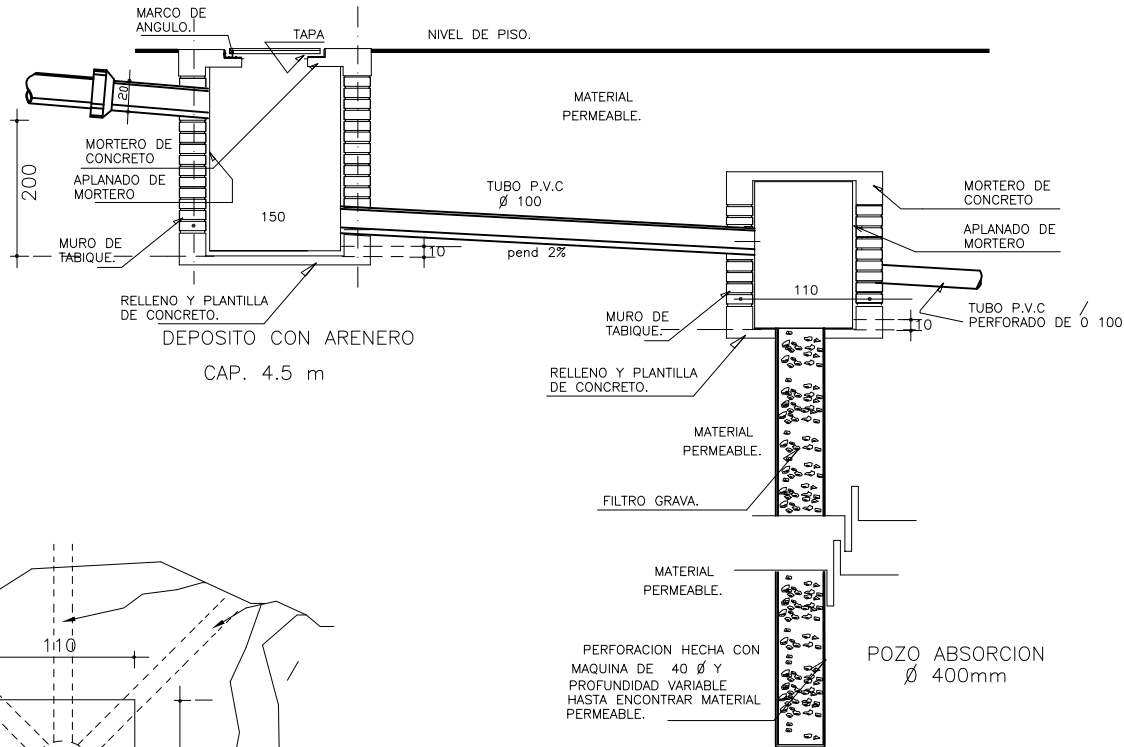 MARCO DE
ANGULO.
TAPA
NIVEL DE PISO.
20
MATERIAL
PERMEABLE.
MORTERO DE
CONCRETO
APLANADO DE
MORTERO
200
150
MURO DE
TABIQUE.
TUBO P.V.C
Ø 100
pend 2%
10
RELLENO Y PLANTILLA
DE CONCRETO.
DEPOSITO CON ARENERO
CAP. 4.5 m
MORTERO DE
CONCRETO
APLANADO DE
MORTERO
110
TUBO P.V.C /
PERFORADO DE 0 100
10
MURO DE
TABIQUE.
RELLENO Y PLANTILLA
DE CONCRETO.
MATERIAL
PERMEABLE.
FILTRO GRAVA.
MATERIAL
PERMEABLE.
PERFORACION HECHA CON
MAQUINA DE 40 Ø Y
PROFUNDIDAD VARIABLE
HASTA ENCONTRAR MATERIAL
PERMEABLE.
POZO ABSORCION
Ø 400mm
110